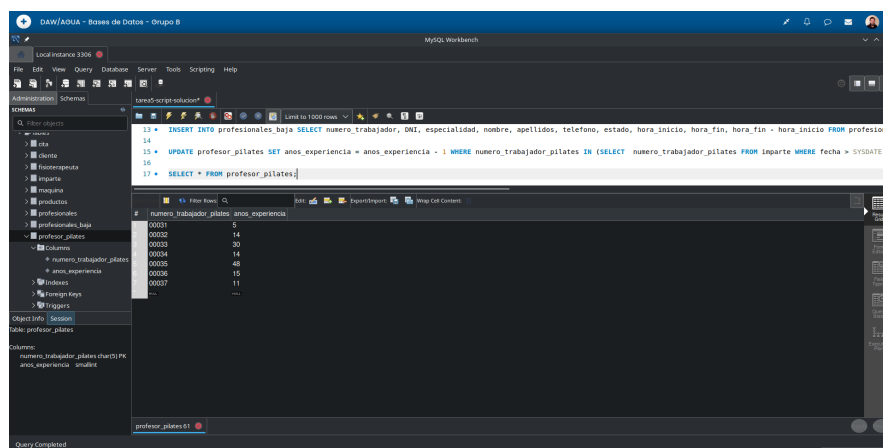 DAW/AGUA - Bases de Datos - Grupo B
MySQL Workbench
Local instance 3306
File Edit View Query Database Server Tools Scripting Help
Administration Schemas
tarea5-script-solucion*
SCHEMAS
Filter objects
Limit to 1000 rows
Tables
cita
cliente
fisioterapeuta
imparte
maquina
productos
profesionales
profesionales_baja
profesor_pilates
Columns
numero_trabajador_pilates
anos_experiencia
Indexes
Foreign Keys
Triggers
13 INSERT INTO profesionales_baja SELECT numero_trabajador, DNI, especialidad, nombre, apellidos, telefono, estado, hora_inicio, hora_fin, hora_fin - hora_inicio FROM profesion
14
15 UPDATE profesor_pilates SET anos_experiencia = anos_experiencia - 1 WHERE numero_trabajador_pilates IN (SELECT numero_trabajador_pilates FROM imparte WHERE fecha > SYSDATE
16
17 SELECT * FROM profesor_pilates;
Filter Rows: Edit: Export/Import: Wrap Cell Content:
# numero_trabajador_pilates anos_experiencia
00031 5
00032 14
00033 30
00034 14
00035 48
00036 15
00037 11
NULL NULL
Object Info Session
Table: profesor_pilates
Columns:
numero_trabajador_pilates char(5) PK
anos_experiencia smallint
profesor_pilates 61
Query Completed